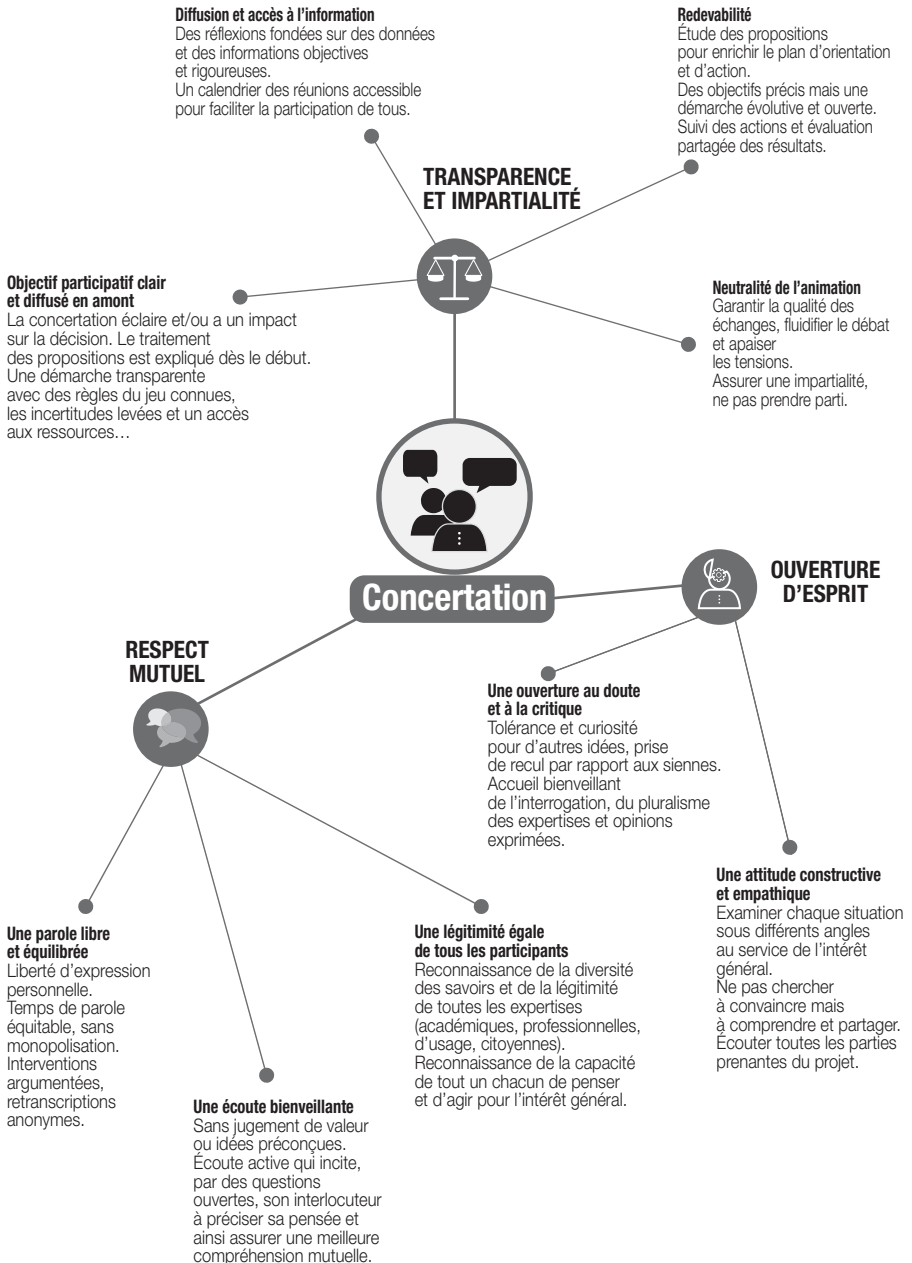 Diffusion et accès à l'information
Des réflexions fondées sur des données
et des informations objectives
et rigoureuses.
Un calendrier des réunions accessible
pour faciliter la participation de tous.
Redevabilité
Étude des propositions
pour enrichir le plan d'orientation
et d'action.
Des objectifs précis mais une
démarche évolutive et ouverte.
Suivi des actions et évaluation
partagée des résultats.
TRANSPARENCE
ET IMPARTIALITÉ
Objectif participatif clair
et diffusé en amont
La concertation éclaire et/ou a un impact
sur la décision. Le traitement
des propositions est expliqué dès le début.
Une démarche transparente
avec des règles du jeu connues,
les incertitudes levées et un accès
aux ressources…
Neutralité de l'animation
Garantir la qualité des
échanges, fluidifier le débat
et apaiser
les tensions.
Assurer une impartialité,
ne pas prendre parti.
Concertation
OUVERTURE
D'ESPRIT
RESPECT
MUTUEL
Une ouverture au doute
et à la critique
Tolérance et curiosité
pour d'autres idées, prise
de recul par rapport aux siennes.
Accueil bienveillant
de l'interrogation, du pluralisme
des expertises et opinions
exprimées.
Une attitude constructive
et empathique
Examiner chaque situation
sous différents angles
au service de l'intérêt
général.
Ne pas chercher
à convaincre mais
à comprendre et partager.
Écouter toutes les parties
prenantes du projet.
Une parole libre
et équilibrée
Liberté d'expression
personnelle.
Temps de parole
équitable, sans
monopolisation.
Interventions
argumentées,
retranscriptions
anonymes.
Une légitimité égale
de tous les participants
Reconnaissance de la diversité
des savoirs et de la légitimité
de toutes les expertises
(académiques, professionnelles,
d'usage, citoyennes).
Reconnaissance de la capacité
de tout un chacun de penser
et d'agir pour l'intérêt général.
Une écoute bienveillante
Sans jugement de valeur
ou idées préconçues.
Écoute active qui incite,
par des questions
ouvertes, son interlocuteur
à préciser sa pensée et
ainsi assurer une meilleure
compréhension mutuelle.